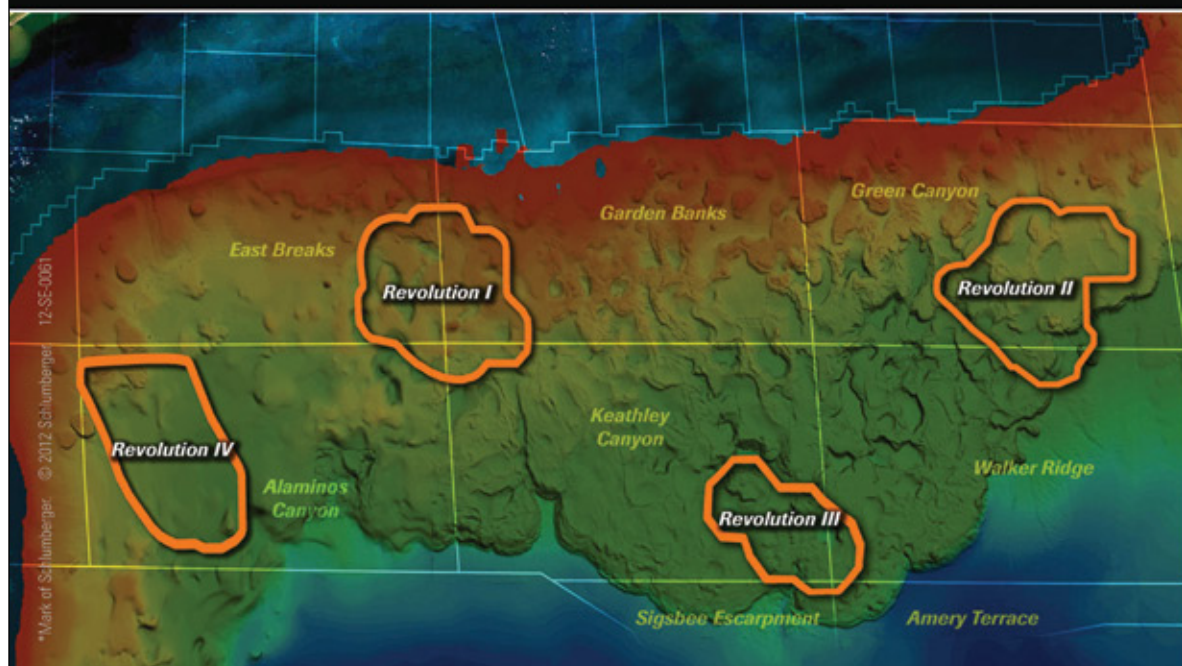 Green Canyon
Garden Banks
East Breaks
Revolution I
Revolution II
Keathley
Canyon
Revolution IV
Walker Ridge
Alaminos
Canyon
Revolution III
Sigsbee Escarpment
Amery Terrace
*Mark of Schlumberger. © 2012 Schlumberger. 12-SE-0061